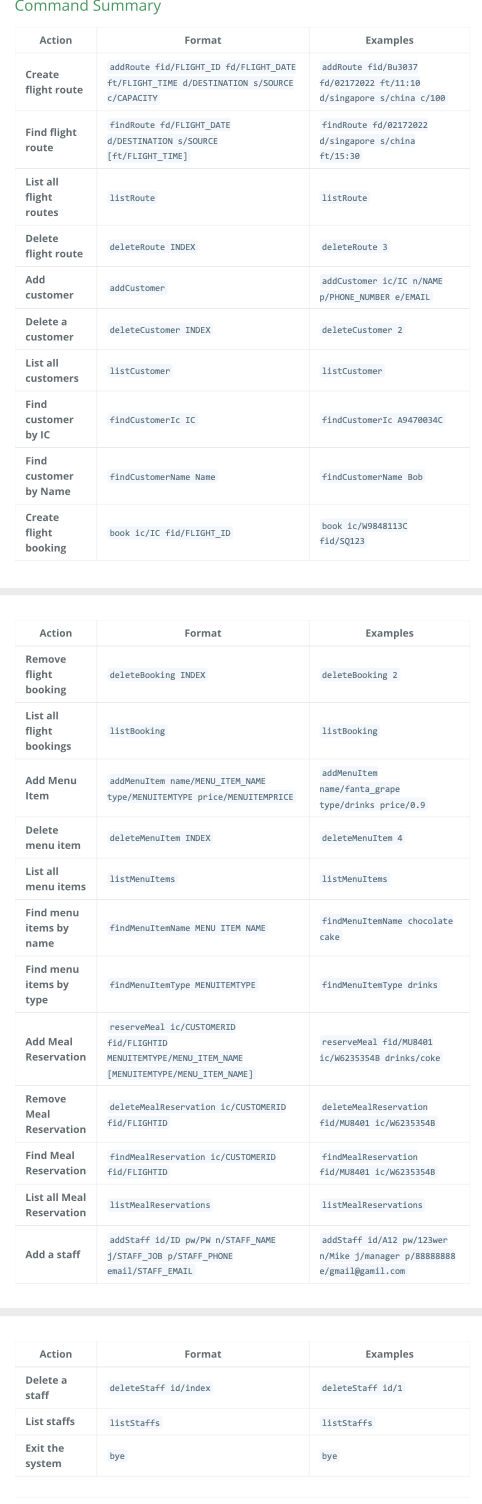 Command Summary
Action Format Examples
Create flight route addRoute fid/FLIGHT_ID fd/FLIGHT_DATE ft/FLIGHT_TIME d/DESTINATION s/SOURCE c/CAPACITY addRoute fid/Bu3037 fd/02172022 ft/11:10 d/singapore s/china c/100
Find flight route findRoute fd/FLIGHT_DATE d/DESTINATION s/SOURCE [ft/FLIGHT_TIME] findRoute fd/02172022 d/singapore s/china ft/15:30
List all flight routes listRoute listRoute
Delete flight route deleteRoute INDEX deleteRoute 3
Add customer addCustomer addCustomer ic/IC n/NAME p/PHONE_NUMBER e/EMAIL
Delete a customer deleteCustomer INDEX deleteCustomer 2
List all customers listCustomer listCustomer
Find customer by IC findCustomerIc IC findCustomerIc A9470034C
Find customer by Name findCustomerName Name findCustomerName Bob
Create flight booking book ic/IC fid/FLIGHT_ID book ic/W9848113C fid/SQ123
Action Format Examples
Remove flight booking deleteBooking INDEX deleteBooking 2
List all flight bookings listBooking listBooking
Add Menu Item addMenuItem name/MENU_ITEM_NAME type/MENUITEMTYPE price/MENUITEMPRICE addMenuItem name/fanta_grape type/drinks price/0.9
Delete menu item deleteMenuItem INDEX deleteMenuItem 4
List all menu items listMenuItems listMenuItems
Find menu items by name findMenuItemName MENU ITEM NAME findMenuItemName chocolate cake
Find menu items by type findMenuItemType MENUITEMTYPE findMenuItemType drinks
Add Meal Reservation reserveMeal ic/CUSTOMERID fid/FLIGHTID MENUITEMTYPE/MENU_ITEM_NAME [MENUITEMTYPE/MENU_ITEM_NAME] reserveMeal fid/MU8401 ic/W6235354B drinks/coke
Remove Meal Reservation deleteMealReservation ic/CUSTOMERID fid/FLIGHTID deleteMealReservation fid/MU8401 ic/W6235354B
Find Meal Reservation findMealReservation ic/CUSTOMERID fid/FLIGHTID findMealReservation fid/MU8401 ic/W6235354B
List all Meal Reservation listMealReservations listMealReservations
Add a staff addStaff id/ID pw/PW n/STAFF_NAME j/STAFF_JOB p/STAFF_PHONE email/STAFF_EMAIL addStaff id/A12 pw/123wer n/Mike j/manager p/88888888 e/gmail@gamil.com
Action Format Examples
Delete a staff deleteStaff id/index deleteStaff id/1
List staffs listStaffs listStaffs
Exit the system bye bye